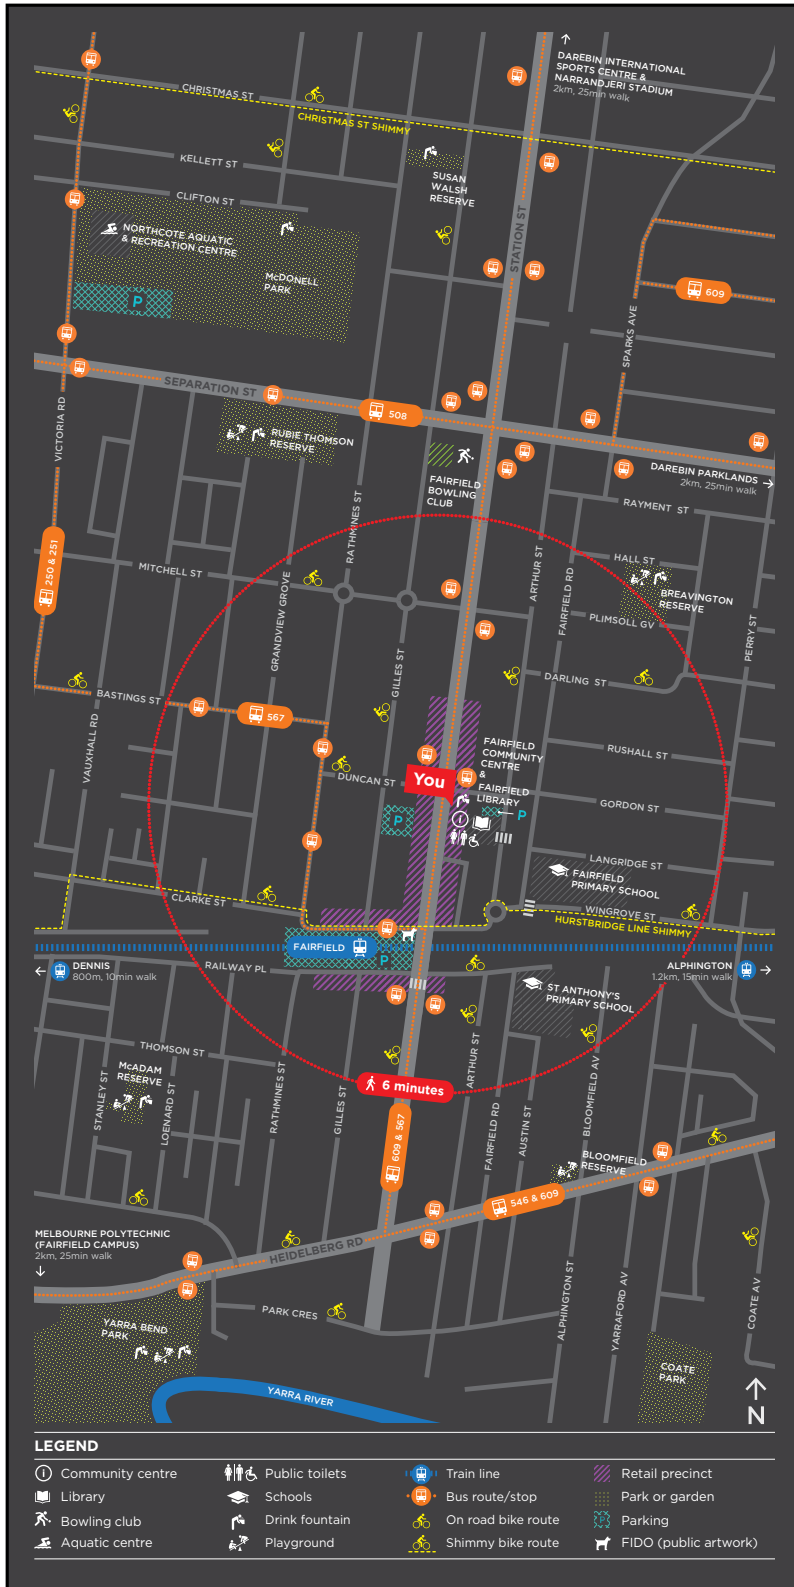 DAREBIN INTERNATIONAL
SPORTS CENTRE &
NARRANDJERI STADIUM
2km, 25min walk
CHRISTMAS ST
CHRISTMAS ST SHIMMY
KELLETT ST
SUSAN
WALSH
RESERVE
CLIFTON ST
STATION ST
NORTHCOTE AQUATIC
& RECREATION CENTRE
McDONELL
PARK
P
609
SPARKS AVE
SEPARATION ST
508
VICTORIA RD
RUBIE THOMSON
RESERVE
FAIRFIELD
BOWLING
CLUB
DAREBIN PARKLANDS
2km, 25min walk
RAYMENT ST
RATHMINES ST
250 & 251
MITCHELL ST
GRANDVIEW GROVE
ARTHUR ST
FAIRFIELD RD
HALL ST
BREAVINGTON
RESERVE
PLIMSOLL GV
PERRY ST
GILLES ST
DARLING ST
BASTINGS ST
567
VAUXHALL RD
FAIRFIELD
COMMUNITY
CENTRE
&
FAIRFIELD
LIBRARY
RUSHALL ST
You
DUNCAN ST
GORDON ST
P
P
LANGRIDGE ST
FAIRFIELD
PRIMARY SCHOOL
CLARKE ST
WINGROVE ST
HURSTBRIDGE LINE SHIMMY
FAIRFIELD
P
DENNIS
800m, 10min walk
RAILWAY PL
ALPHINGTON
1.2km, 15min walk
ST ANTHONY'S
PRIMARY SCHOOL
THOMSON ST
McADAM
RESERVE
STANLEY ST
LOENARD ST
RATHMINES ST
GILLES ST
6 minutes
ARTHUR ST
FAIRFIELD RD
AUSTIN ST
BLOOMFIELD AV
609 & 567
BLOOMFIELD
RESERVE
546 & 609
MELBOURNE POLYTECHNIC
(FAIRFIELD CAMPUS)
2km, 25min walk
HEIDELBERG RD
PARK CRES
ALPHINGTON ST
YARRAFORD AV
COATE AV
YARRA BEND
PARK
COATE
PARK
YARRA RIVER
N
LEGEND
i Community centre
Library
Bowling club
Aquatic centre
Public toilets
Schools
Drink fountain
Playground
Train line
Bus route/stop
On road bike route
Shimmy bike route
Retail precinct
Park or garden
P Parking
FIDO (public artwork)